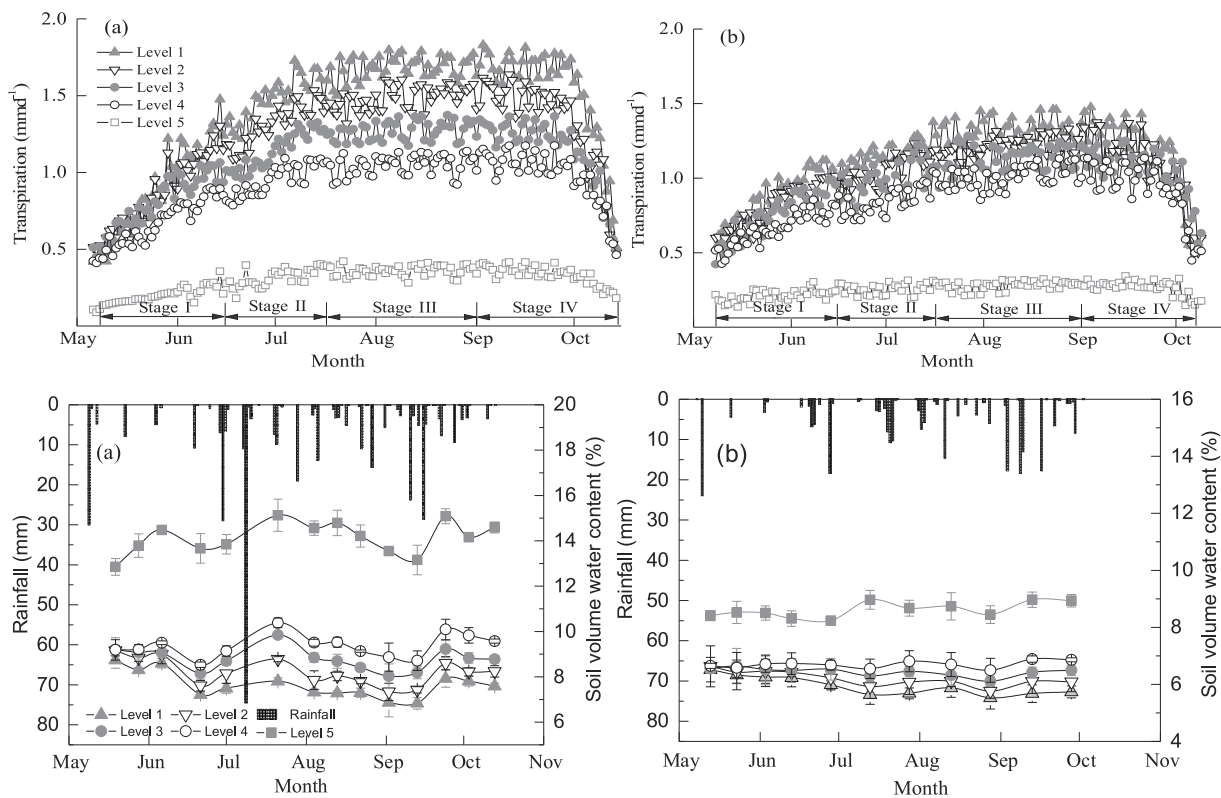 (a)
2.0
1.5
1.0
0.5
Transpiration (mmd⁻¹)
Level 1
Level 2
Level 3
Level 4
Level 5
Stage I
Stage II
Stage III
Stage IV
May Jun Jul Aug Sep Oct
Month
(b)
2.0
1.5
1.0
0.5
Transpiration (mmd⁻¹)
Stage I
Stage II
Stage III
Stage IV
May Jun Jul Aug Sep Oct
Month
(a)
0
10
20
30
40
50
60
70
80
Rainfall (mm)
20
18
16
14
12
10
8
6
Soil volume water content (%)
Level 1 Level 2 Rainfall
Level 3 Level 4 Level 5
May Jun Jul Aug Sep Oct Nov
Month
(b)
0
10
20
30
40
50
60
70
80
Rainfall (mm)
16
14
12
10
8
6
4
Soil volume water content (%)
May Jun Jul Aug Sep Oct Nov
Month